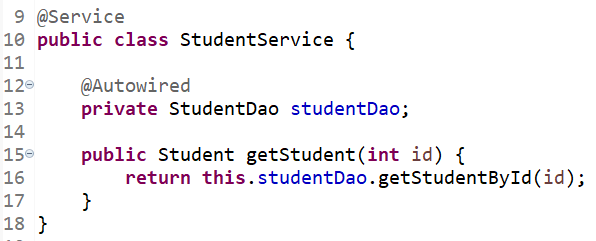 9 @Service
10 public class StudentService {
11
12 @Autowired
13 private StudentDao studentDao;
14
15 public Student getStudent(int id) {
16 return this.studentDao.getStudentById(id);
17 }
18 }